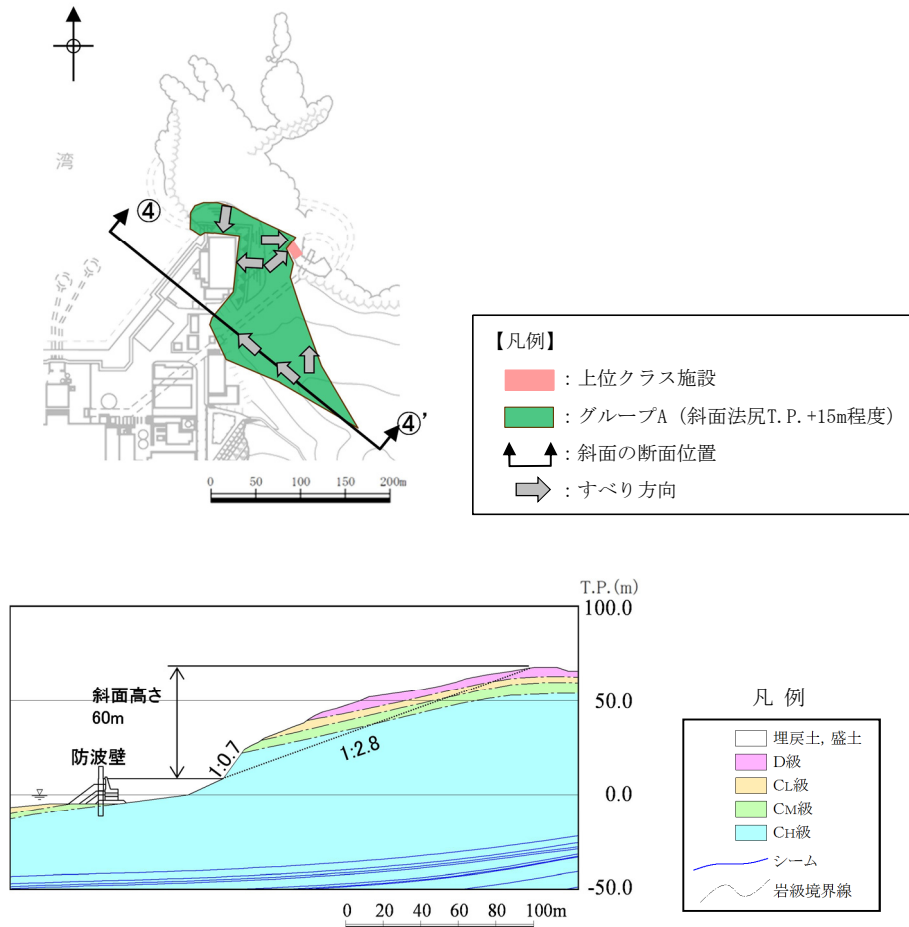 湾
④
④'
0 50 100 150 200m
【凡例】
：上位クラス施設
：グループA（斜面法尻T.P.+15m程度）
：斜面の断面位置
：すべり方向
T.P.(m)
100.0
50.0
0.0
-50.0
斜面高さ
60m
防波壁
1:0.7
1:2.8
0 20 40 60 80 100m
凡 例
埋戻土, 盛土
D級
CL級
CM級
CH級
シーム
岩級境界線